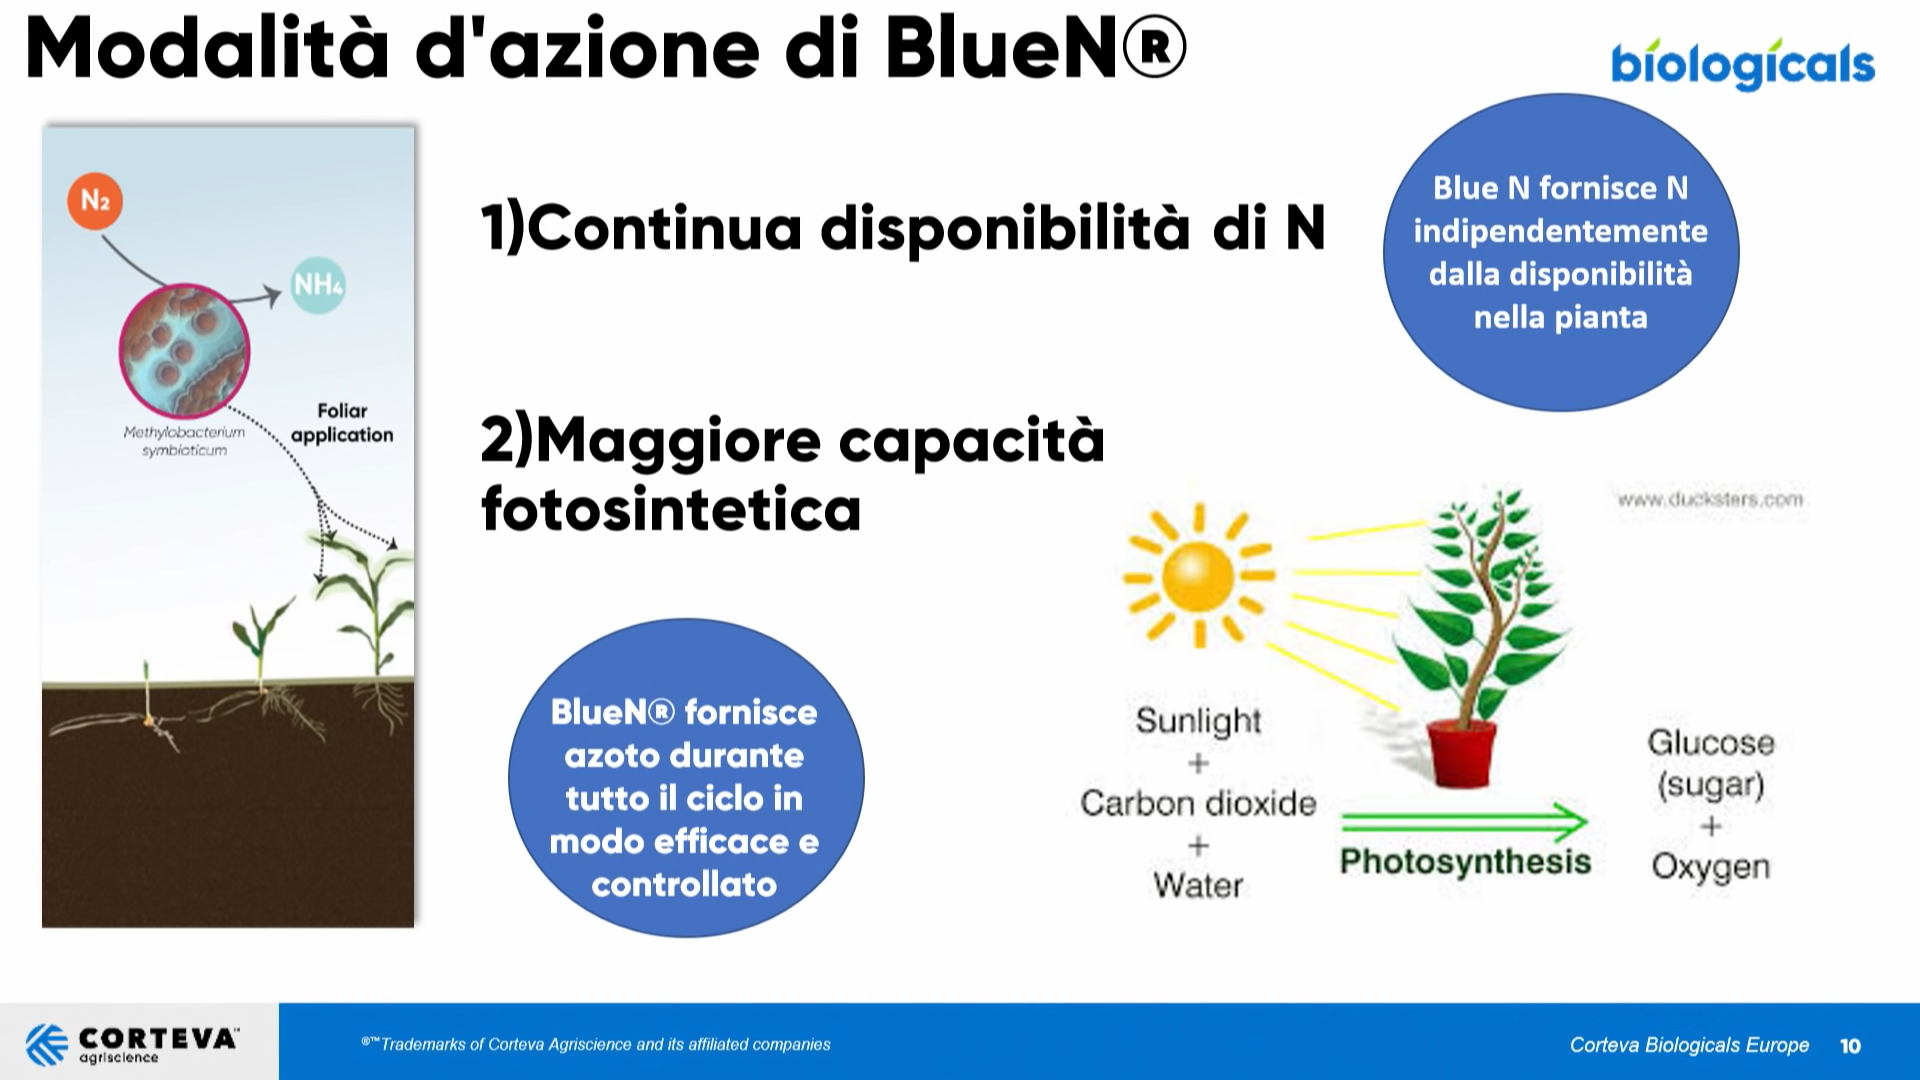 Modalità d'azione di BlueN®
biologicals
N₂
NH₄
Methylobacterium
symbioticum
Foliar
application
1)Continua disponibilità di N
Blue N fornisce N
indipendentemente
dalla disponibilità
nella pianta
2)Maggiore capacità
fotosintetica
BlueN® fornisce
azoto durante
tutto il ciclo in
modo efficace e
controllato
www.ducksters.com
Sunlight
+
Carbon dioxide
+
Water
Photosynthesis
Glucose
(sugar)
+
Oxygen
CORTEVA™
agriscience
®™Trademarks of Corteva Agriscience and its affiliated companies
Corteva Biologicals Europe 10